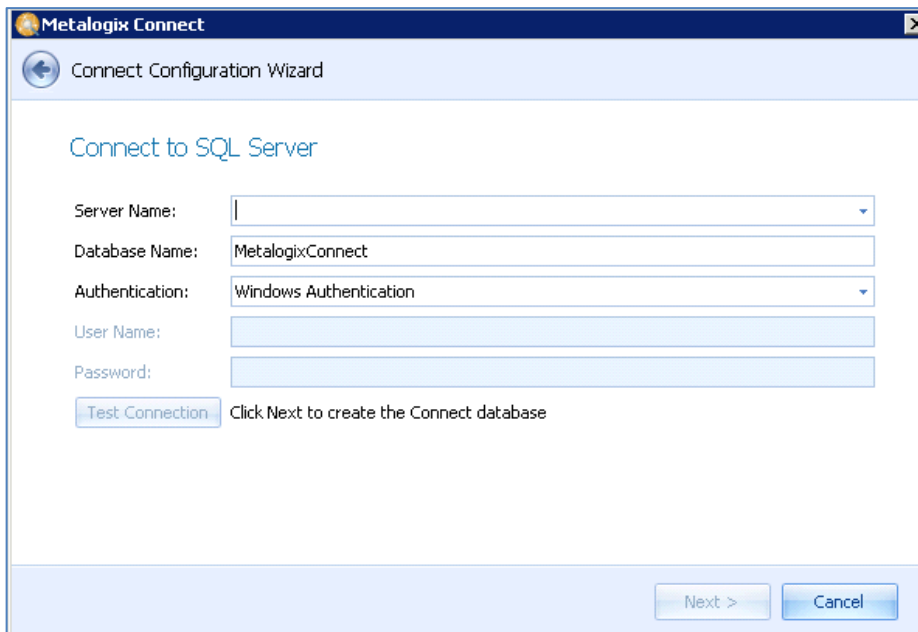 Metalogix Connect
Connect Configuration Wizard
Connect to SQL Server
Server Name:
Database Name: MetalogixConnect
Authentication: Windows Authentication
User Name:
Password:
Test Connection Click Next to create the Connect database
Next > Cancel